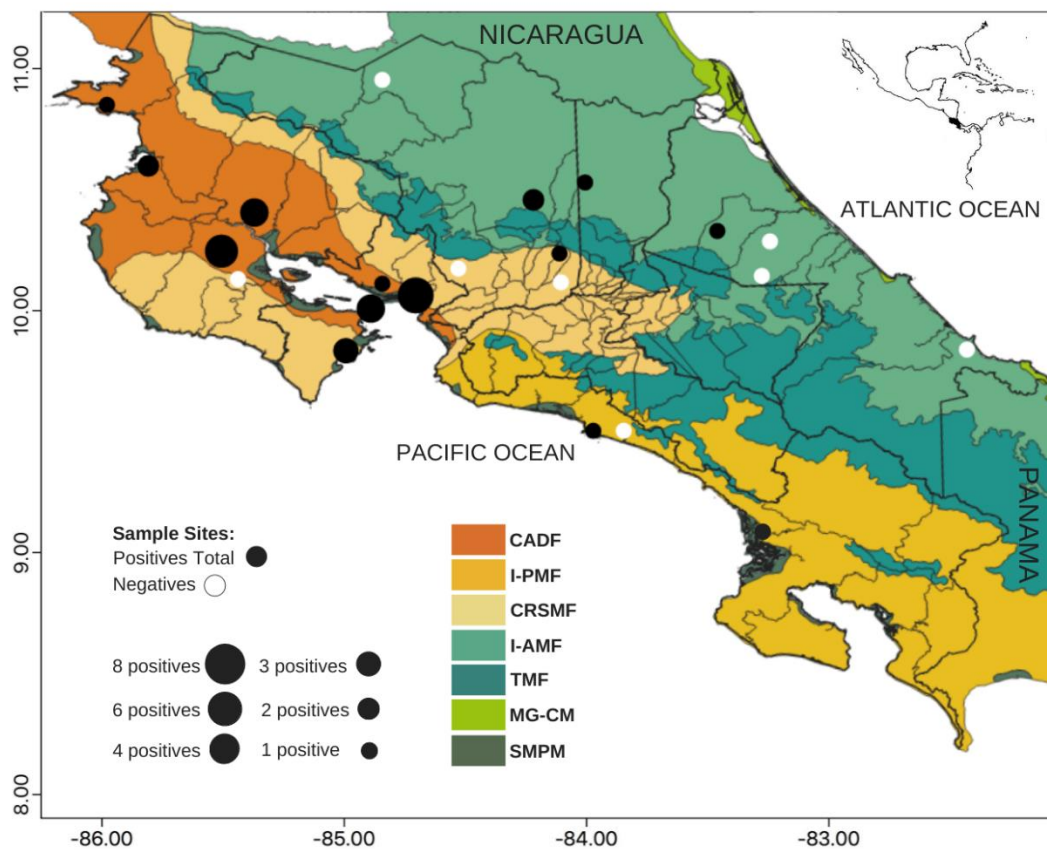 NICARAGUA
11.00
ATLANTIC OCEAN
10.00
PACIFIC OCEAN
PANAMA
9.00
Sample Sites:
Positives Total
Negatives
8 positives
3 positives
6 positives
2 positives
4 positives
1 positive
CADF
I-PMF
CRSMF
I-AMF
TMF
MG-CM
SMPM
8.00
-86.00
-85.00
-84.00
-83.00